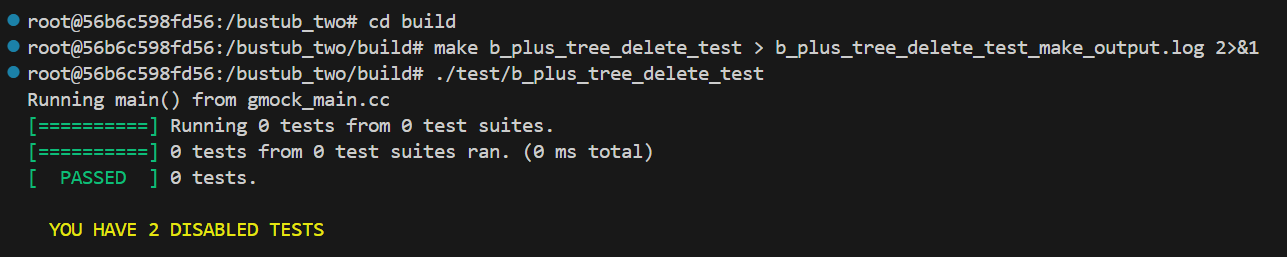 root@56b6c598fd56:/bustub_two# cd build
root@56b6c598fd56:/bustub_two/build# make b_plus_tree_delete_test > b_plus_tree_delete_test_make_output.log 2>&1
root@56b6c598fd56:/bustub_two/build# ./test/b_plus_tree_delete_test
Running main() from gmock_main.cc
[==========] Running 0 tests from 0 test suites.
[==========] 0 tests from 0 test suites ran. (0 ms total)
[  PASSED  ] 0 tests.
YOU HAVE 2 DISABLED TESTS